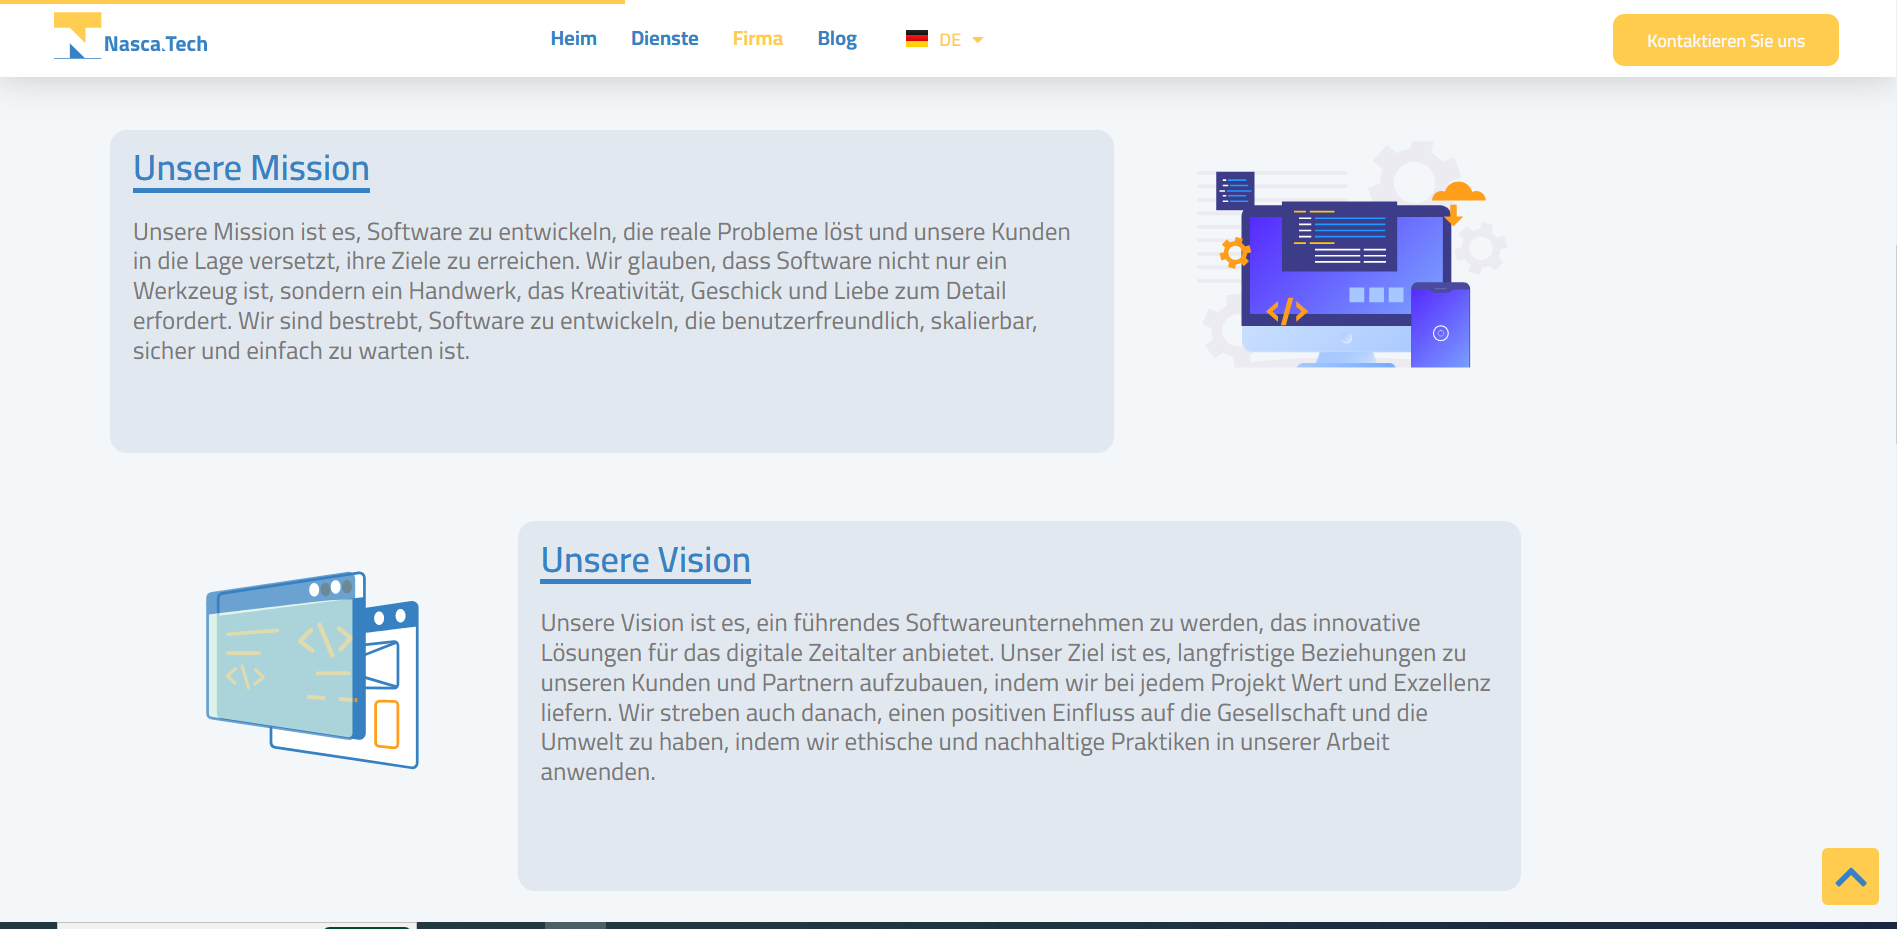 Nasca.Tech
Heim Dienste Firma Blog DE
Kontaktieren Sie uns
Unsere Mission
Unsere Mission ist es, Software zu entwickeln, die reale Probleme löst und unsere Kunden
in die Lage versetzt, ihre Ziele zu erreichen. Wir glauben, dass Software nicht nur ein
Werkzeug ist, sondern ein Handwerk, das Kreativität, Geschick und Liebe zum Detail
erfordert. Wir sind bestrebt, Software zu entwickeln, die benutzerfreundlich, skalierbar,
sicher und einfach zu warten ist.
Unsere Vision
Unsere Vision ist es, ein führendes Softwareunternehmen zu werden, das innovative
Lösungen für das digitale Zeitalter anbietet. Unser Ziel ist es, langfristige Beziehungen zu
unseren Kunden und Partnern aufzubauen, indem wir bei jedem Projekt Wert und Exzellenz
liefern. Wir streben auch danach, einen positiven Einfluss auf die Gesellschaft und die
Umwelt zu haben, indem wir ethische und nachhaltige Praktiken in unserer Arbeit
anwenden.